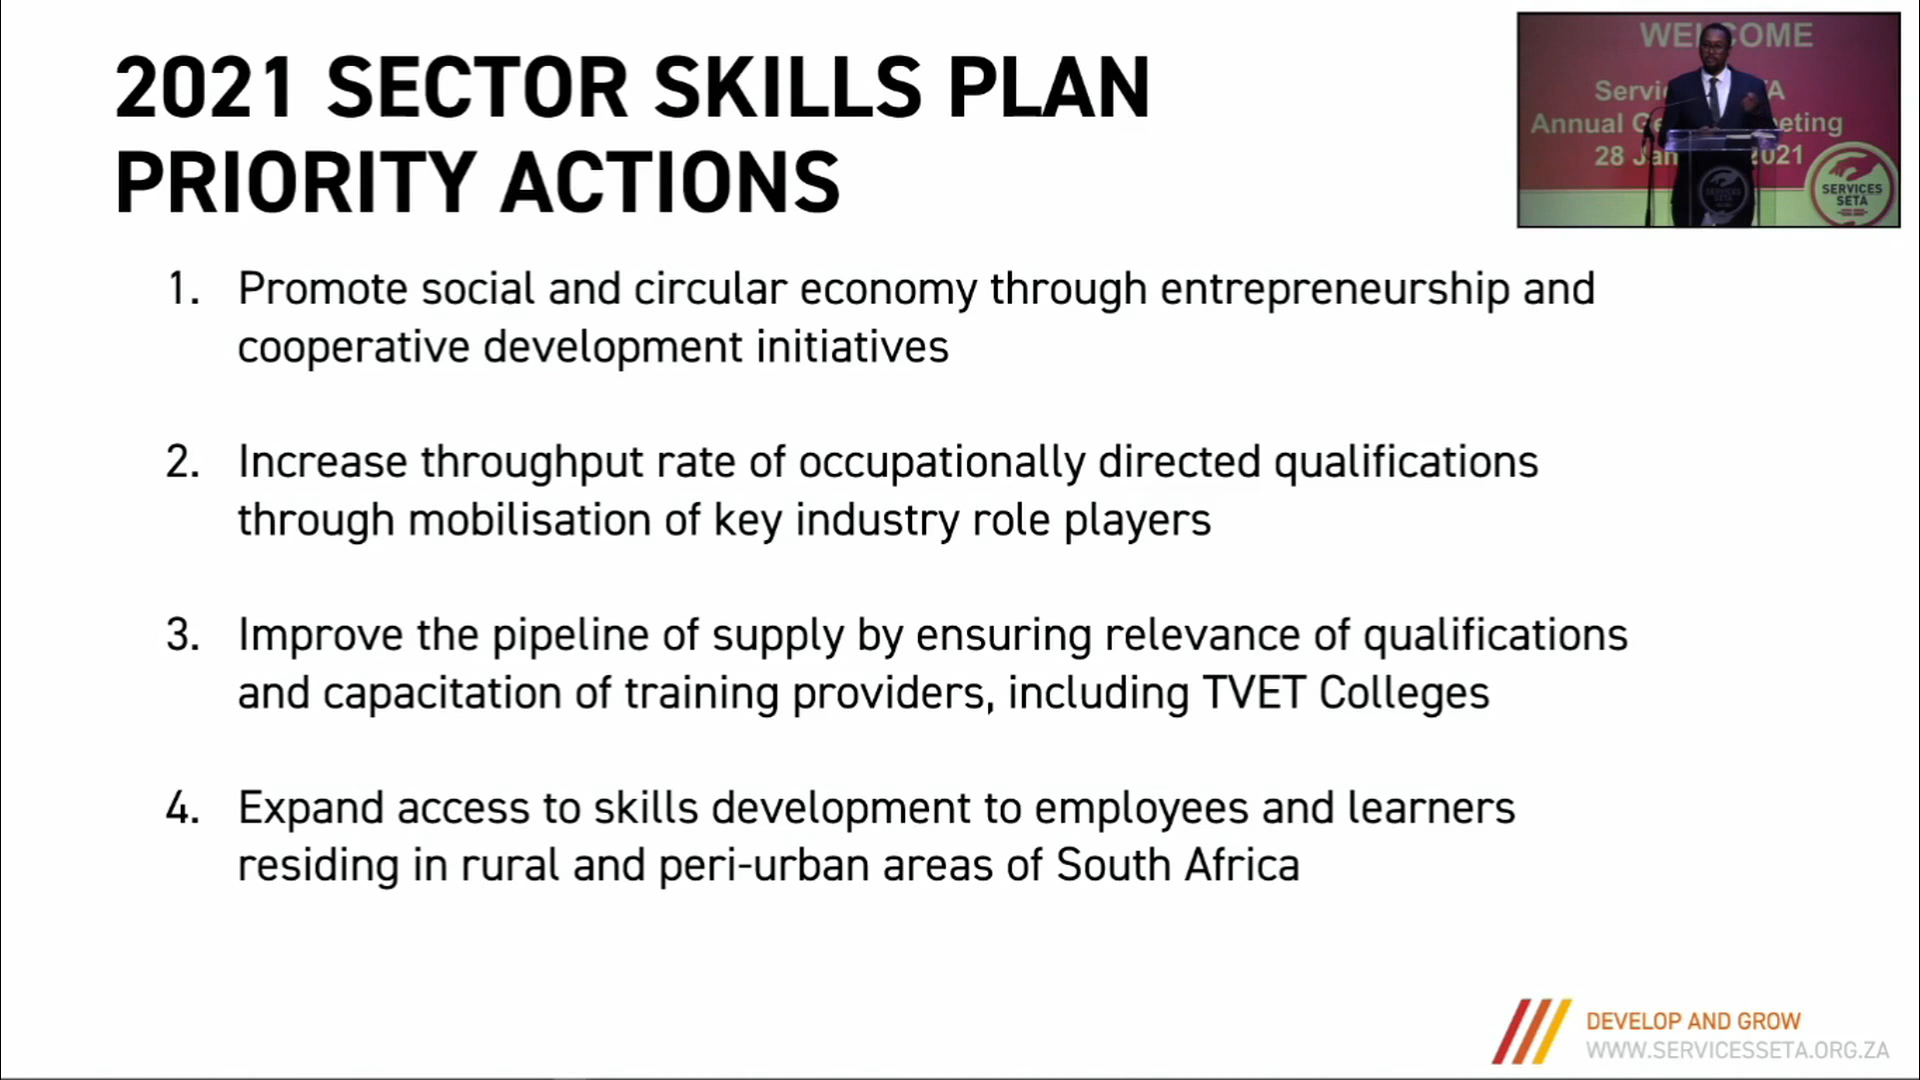 2021 SECTOR SKILLS PLAN
PRIORITY ACTIONS
WELCOME
Annual
28
2021
SERVICES
SETA
1. Promote social and circular economy through entrepreneurship and
cooperative development initiatives
2. Increase throughput rate of occupationally directed qualifications
through mobilisation of key industry role players
3. Improve the pipeline of supply by ensuring relevance of qualifications
and capacitation of training providers, including TVET Colleges
4. Expand access to skills development to employees and learners
residing in rural and peri-urban areas of South Africa
DEVELOP AND GROW
WWW.SERVICESSETA.ORG.ZA